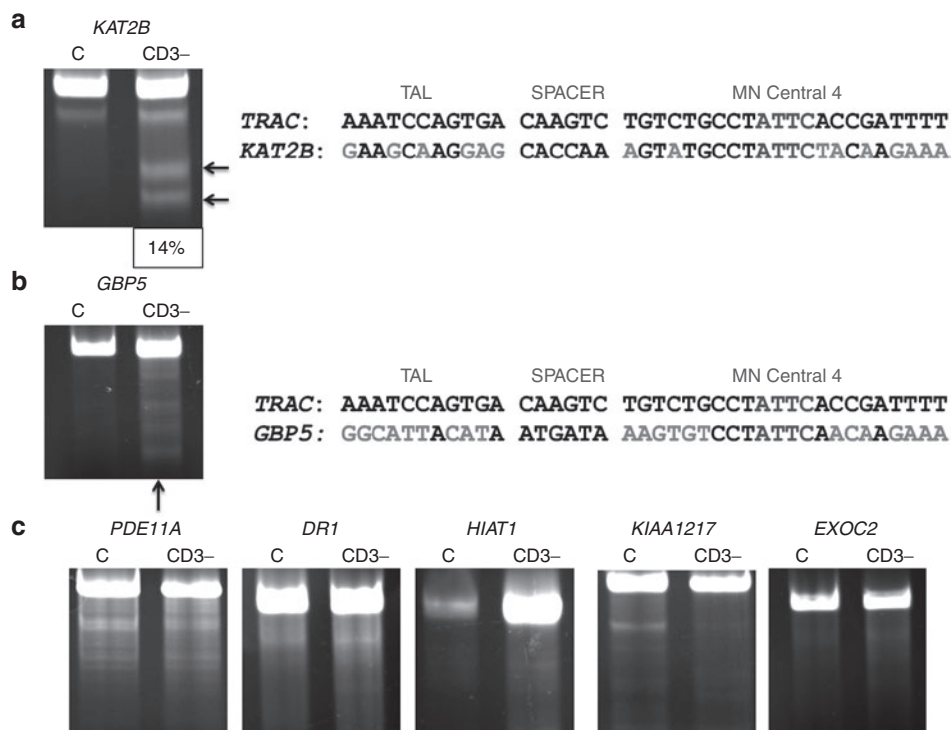 a
KAT2B
C CD3–
TAL SPACER MN Central 4
TRAC: AAATCCAGTGA CAAGTC TGTCTGCCTATTCACCGATTTT
KAT2B: GAAGCAAGGAG CACCAA AGTATGCCTATTCTACAAGAAA
14%
b
GBP5
C CD3–
TAL SPACER MN Central 4
TRAC: AAATCCAGTGA CAAGTC TGTCTGCCTATTCACCGATTTT
GBP5: GGCATTACATA ATGATA AAGTGTCCTATTCAACAAGAAA
c
PDE11A DR1 HIAT1 KIAA1217 EXOC2
C CD3– C CD3– C CD3– C CD3– C CD3–